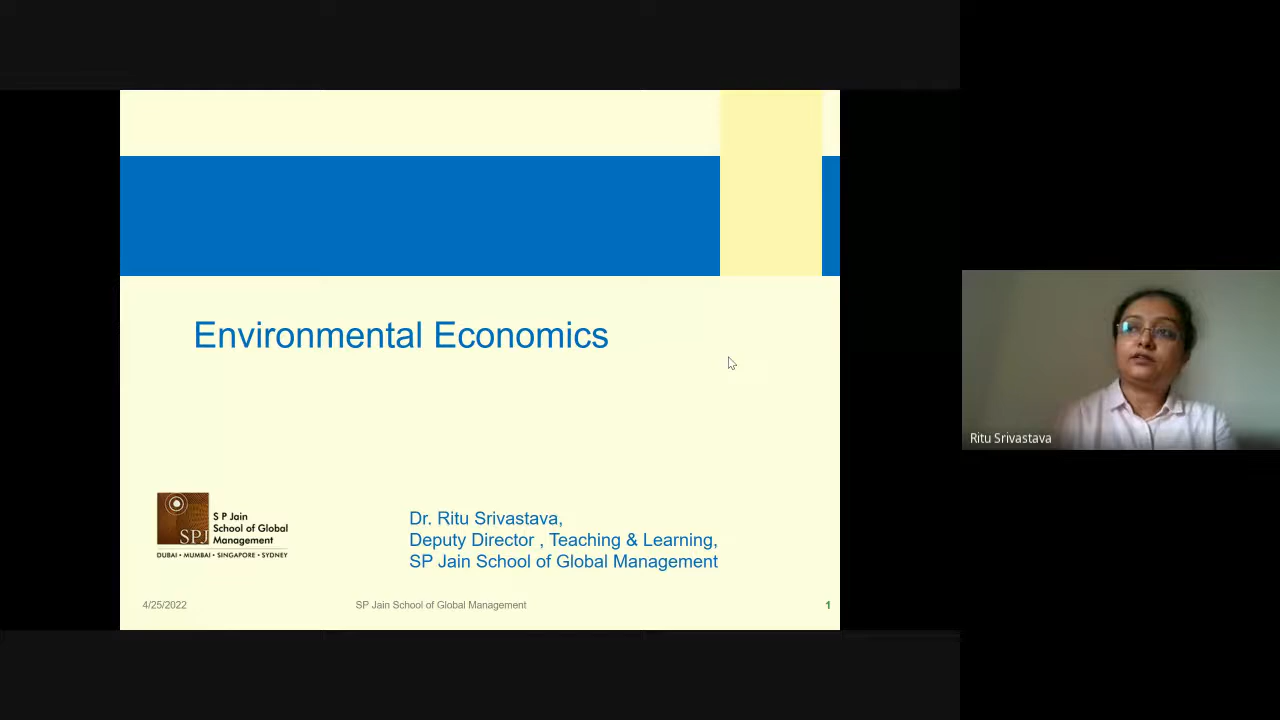 Environmental Economics
SPJ
S P Jain
School of Global
Management
DUBAI • MUMBAI • SINGAPORE • SYDNEY
Dr. Ritu Srivastava,
Deputy Director , Teaching & Learning,
SP Jain School of Global Management
4/25/2022
SP Jain School of Global Management
1
Ritu Srivastava